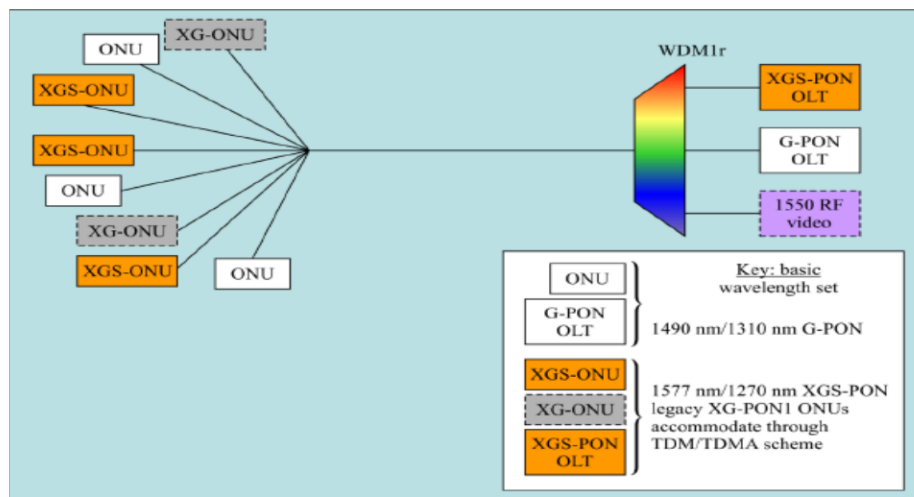 XG-ONU
ONU
XGS-ONU
XGS-ONU
ONU
XG-ONU
XGS-ONU
ONU
WDM1r
XGS-PON
OLT
G-PON
OLT
1550 RF
video
Key: basic
wavelength set
ONU
G-PON
OLT
1490 nm/1310 nm G-PON
XGS-ONU
XG-ONU
XGS-PON
OLT
1577 nm/1270 nm XGS-PON
legacy XG-PON1 ONUs
accommodate through
TDM/TDMA scheme